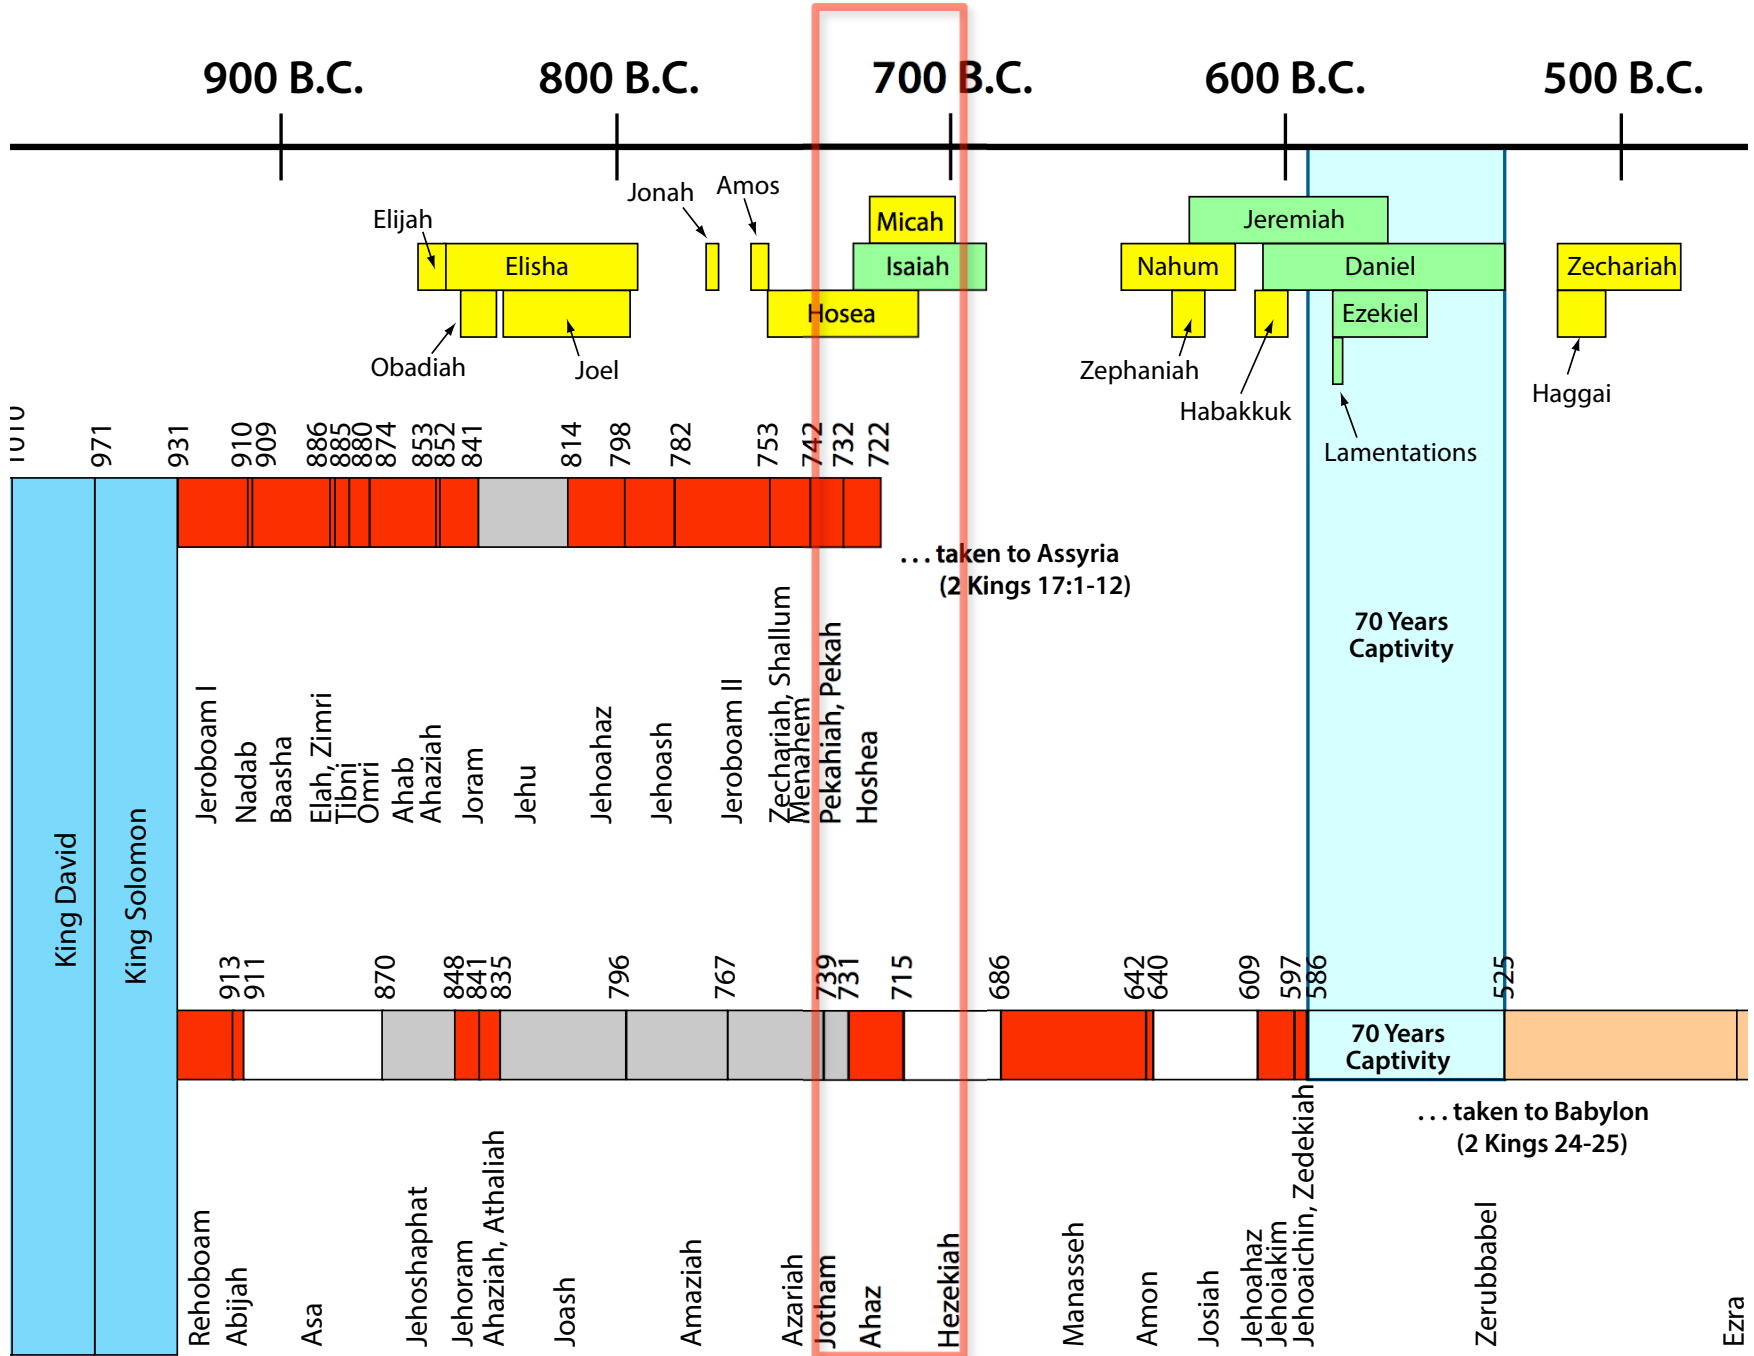 900 B.C.
800 B.C.
700 B.C.
600 B.C.
500 B.C.
Elijah
Elisha
Obadiah
Joel
Jonah
Amos
Micah
Isaiah
Hosea
Jeremiah
Nahum
Daniel
Zephaniah
Habakkuk
Ezekiel
Lamentations
Zechariah
Haggai
1010
971
931
910
909
886
885
880
874
853
852
841
814
798
782
753
742
732
722
... taken to Assyria
(2 Kings 17:1-12)
70 Years
Captivity
King David
King Solomon
Jeroboam I
Nadab
Baasha
Elah, Zimri
Tibni
Omri
Ahab
Ahaziah
Joram
Jehu
Jehoahaz
Jehoash
Jeroboam II
Zechariah, Shallum
Menahem
Pekahiah, Pekah
Hoshea
913
911
870
848
841
835
796
767
739
731
715
686
642
640
609
597
586
525
70 Years
Captivity
... taken to Babylon
(2 Kings 24-25)
Rehoboam
Abijah
Asa
Jehoshaphat
Jehoram
Ahaziah, Athaliah
Joash
Amaziah
Azariah
Jotham
Ahaz
Hezekiah
Manasseh
Amon
Josiah
Jehoahaz
Jehoiakim
Jehoaichin, Zedekiah
Zerubbabel
Ezra